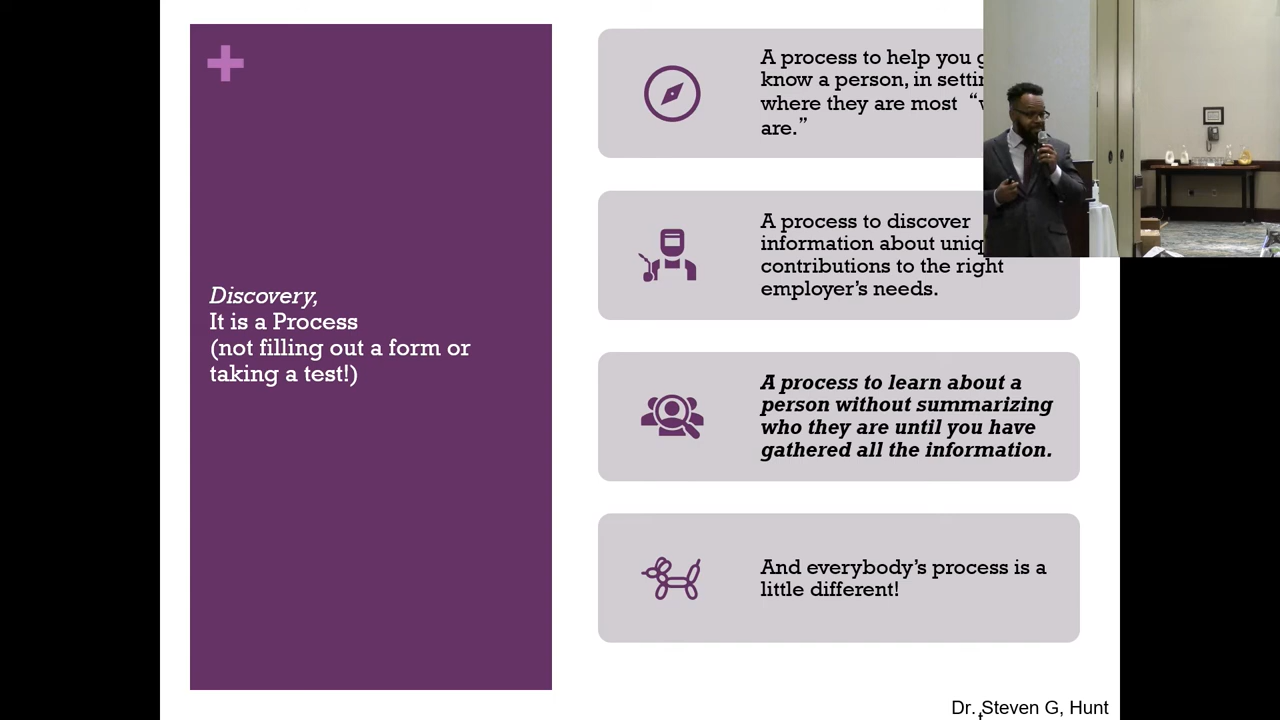 Discovery,
It is a Process
(not filling out a form or
taking a test!)
A process to help you
know a person, in
where they are most “
are.”
A process to discover
information about
contributions to the right
employer’s needs.
A process to learn about a
person without summarizing
who they are until you have
gathered all the information.
And everybody’s process is a
little different!
Dr. Steven G, Hunt